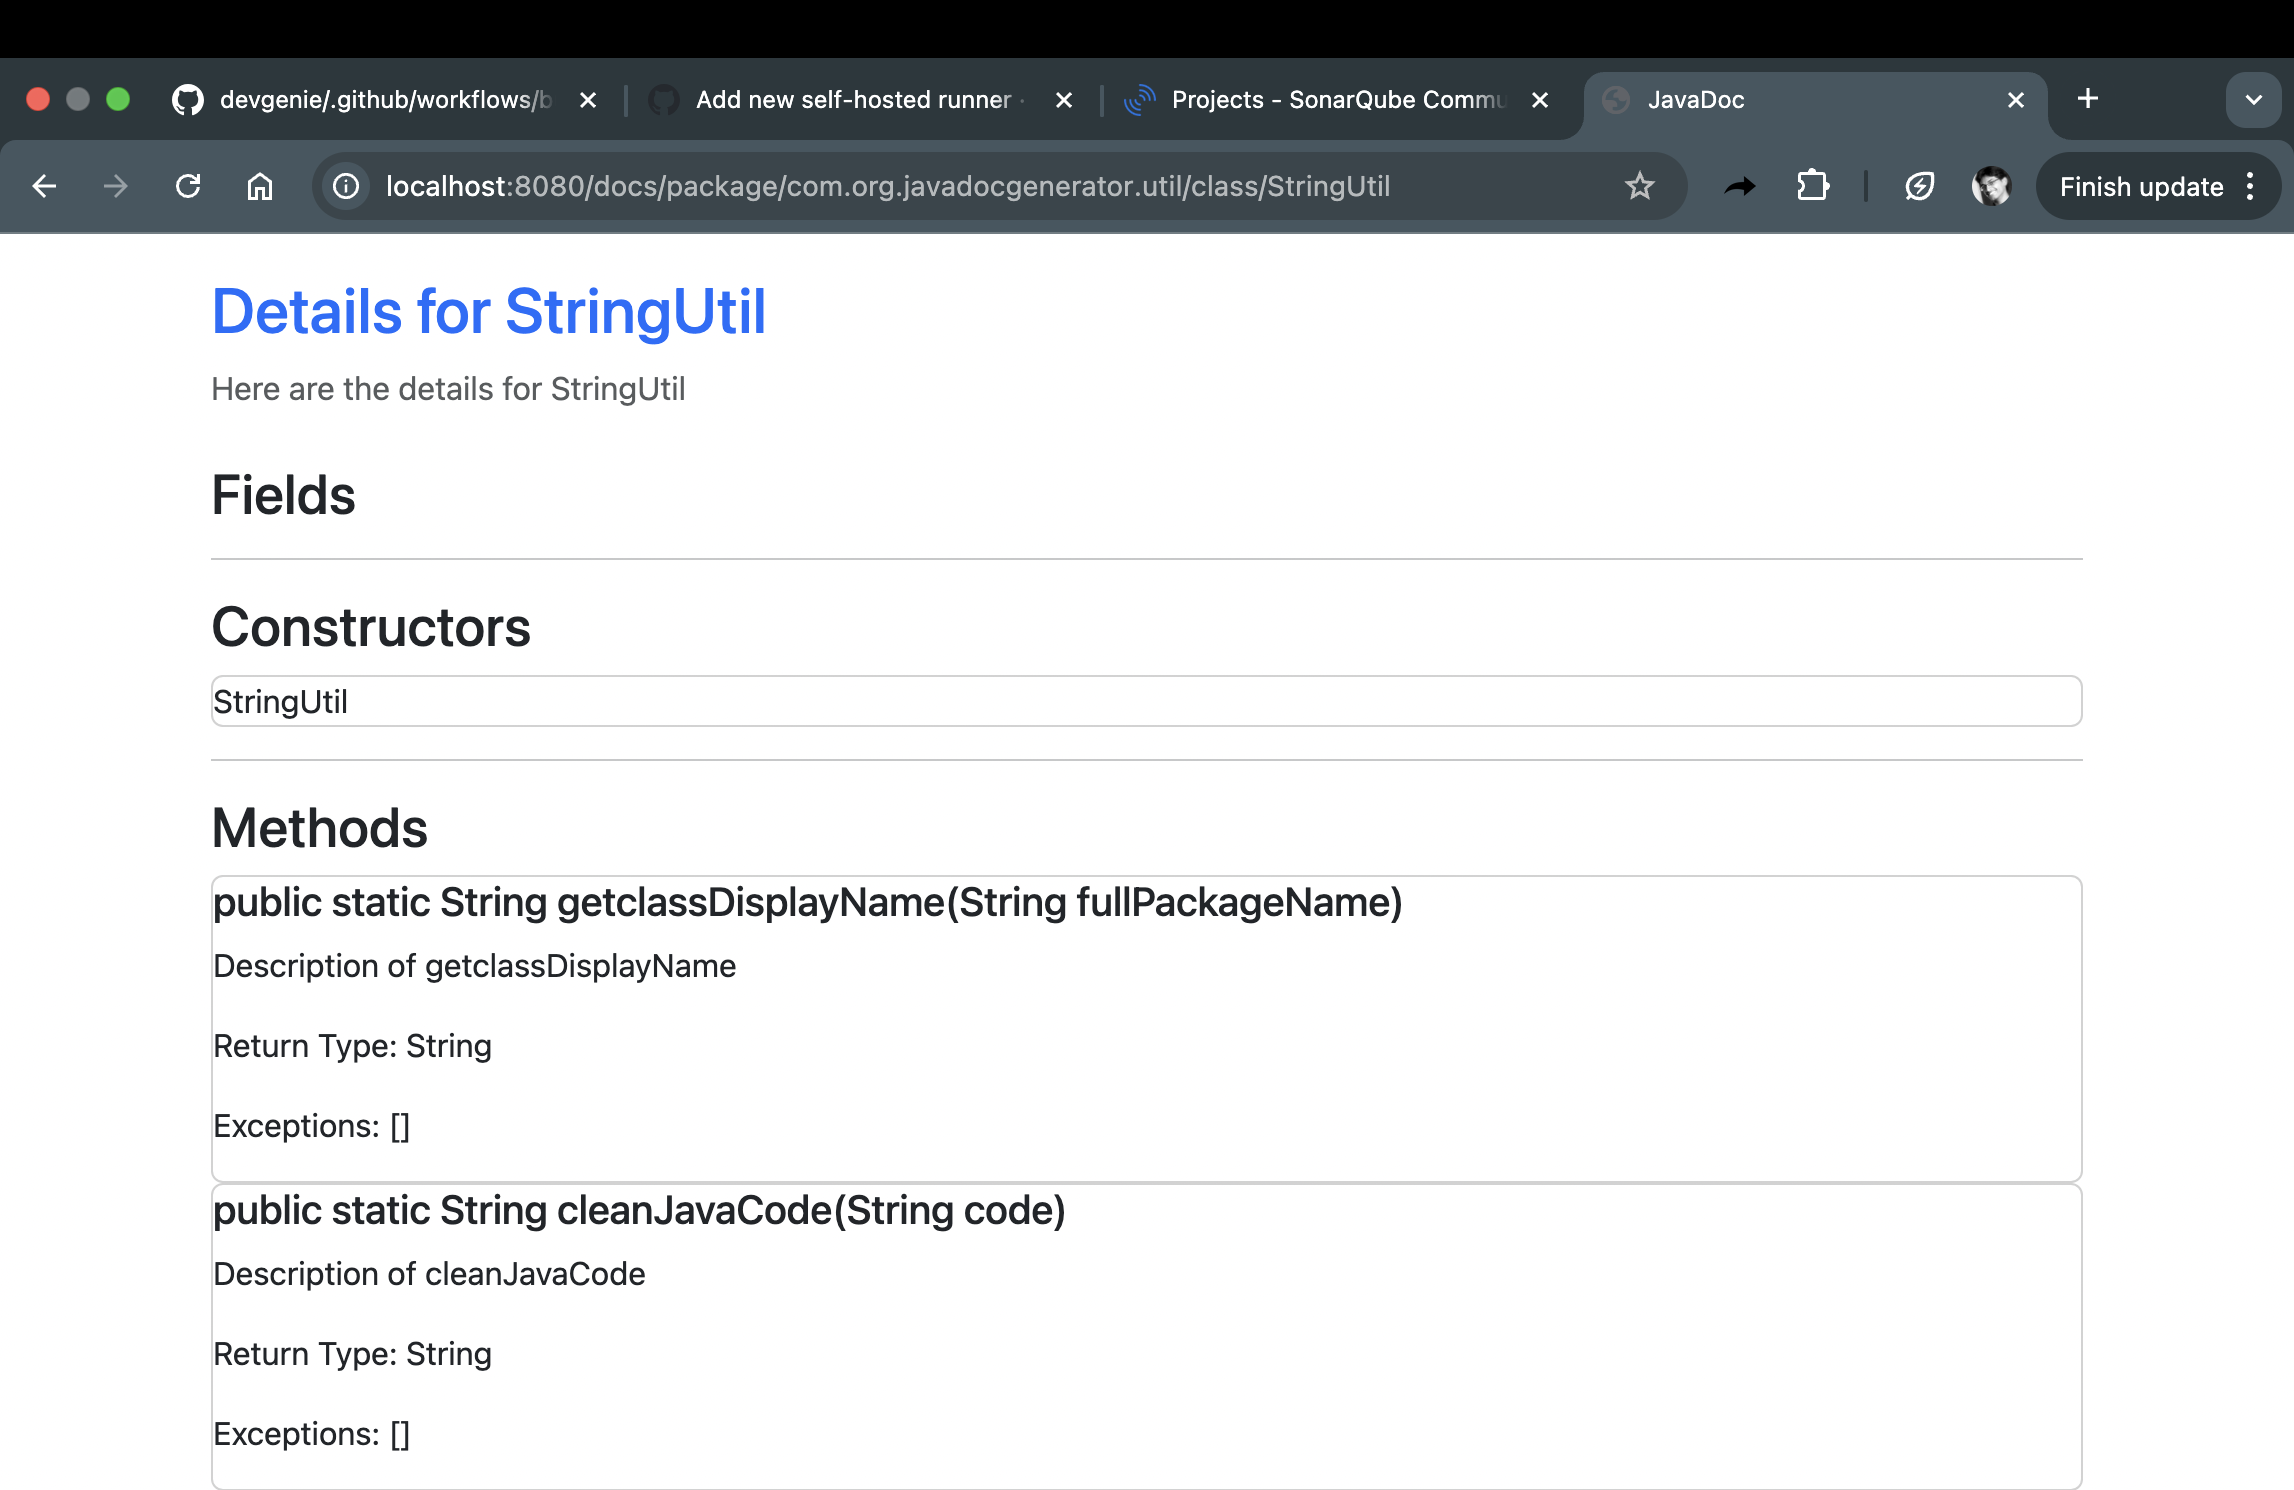 devgenie/.github/workflows/b
Add new self-hosted runner ·
Projects - SonarQube Commu
JavaDoc
localhost:8080/docs/package/com.org.javadocgenerator.util/class/StringUtil
Finish update
Details for StringUtil
Here are the details for StringUtil
Fields
Constructors
StringUtil
Methods
public static String getclassDisplayName(String fullPackageName)
Description of getclassDisplayName
Return Type: String
Exceptions: []
public static String cleanJavaCode(String code)
Description of cleanJavaCode
Return Type: String
Exceptions: []